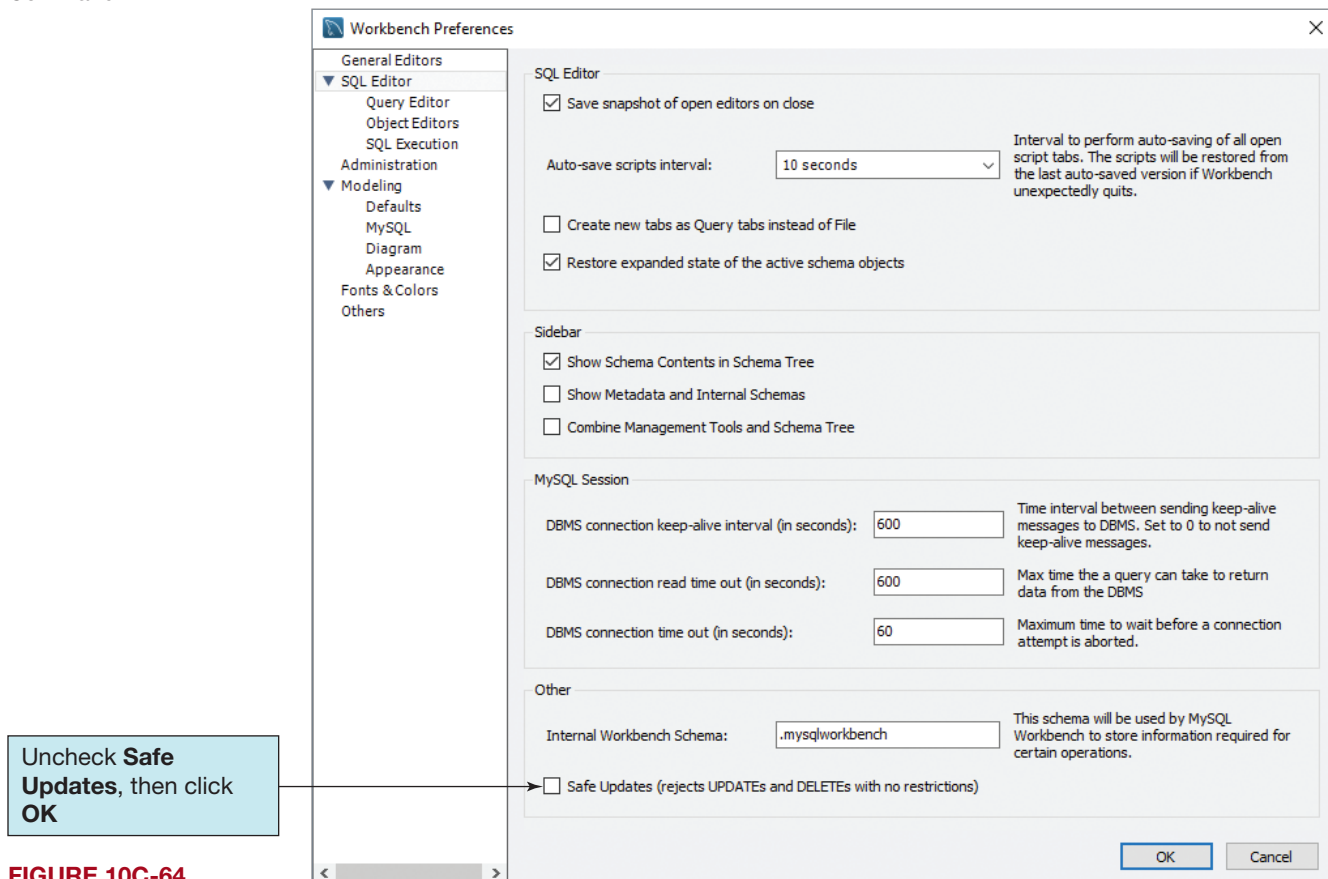 Workbench Preferences
General Editors
SQL Editor
Query Editor
Object Editors
SQL Execution
Administration
Modeling
Defaults
MySQL
Diagram
Appearance
Fonts & Colors
Others
SQL Editor
Save snapshot of open editors on close
Auto-save scripts interval:
10 seconds
Interval to perform auto-saving of all open
script tabs. The scripts will be restored from
the last auto-saved version if Workbench
unexpectedly quits.
Create new tabs as Query tabs instead of File
Restore expanded state of the active schema objects
Sidebar
Show Schema Contents in Schema Tree
Show Metadata and Internal Schemas
Combine Management Tools and Schema Tree
MySQL Session
DBMS connection keep-alive interval (in seconds):
600
Time interval between sending keep-alive
messages to DBMS. Set to 0 to not send
keep-alive messages.
DBMS connection read time out (in seconds):
600
Max time the a query can take to return
data from the DBMS
DBMS connection time out (in seconds):
60
Maximum time to wait before a connection
attempt is aborted.
Other
Internal Workbench Schema:
.mysqlworkbench
This schema will be used by MySQL
Workbench to store information required for
certain operations.
Safe Updates (rejects UPDATEs and DELETEs with no restrictions)
OK
Cancel
Uncheck Safe
Updates, then click
OK
FIGURE 10C-64